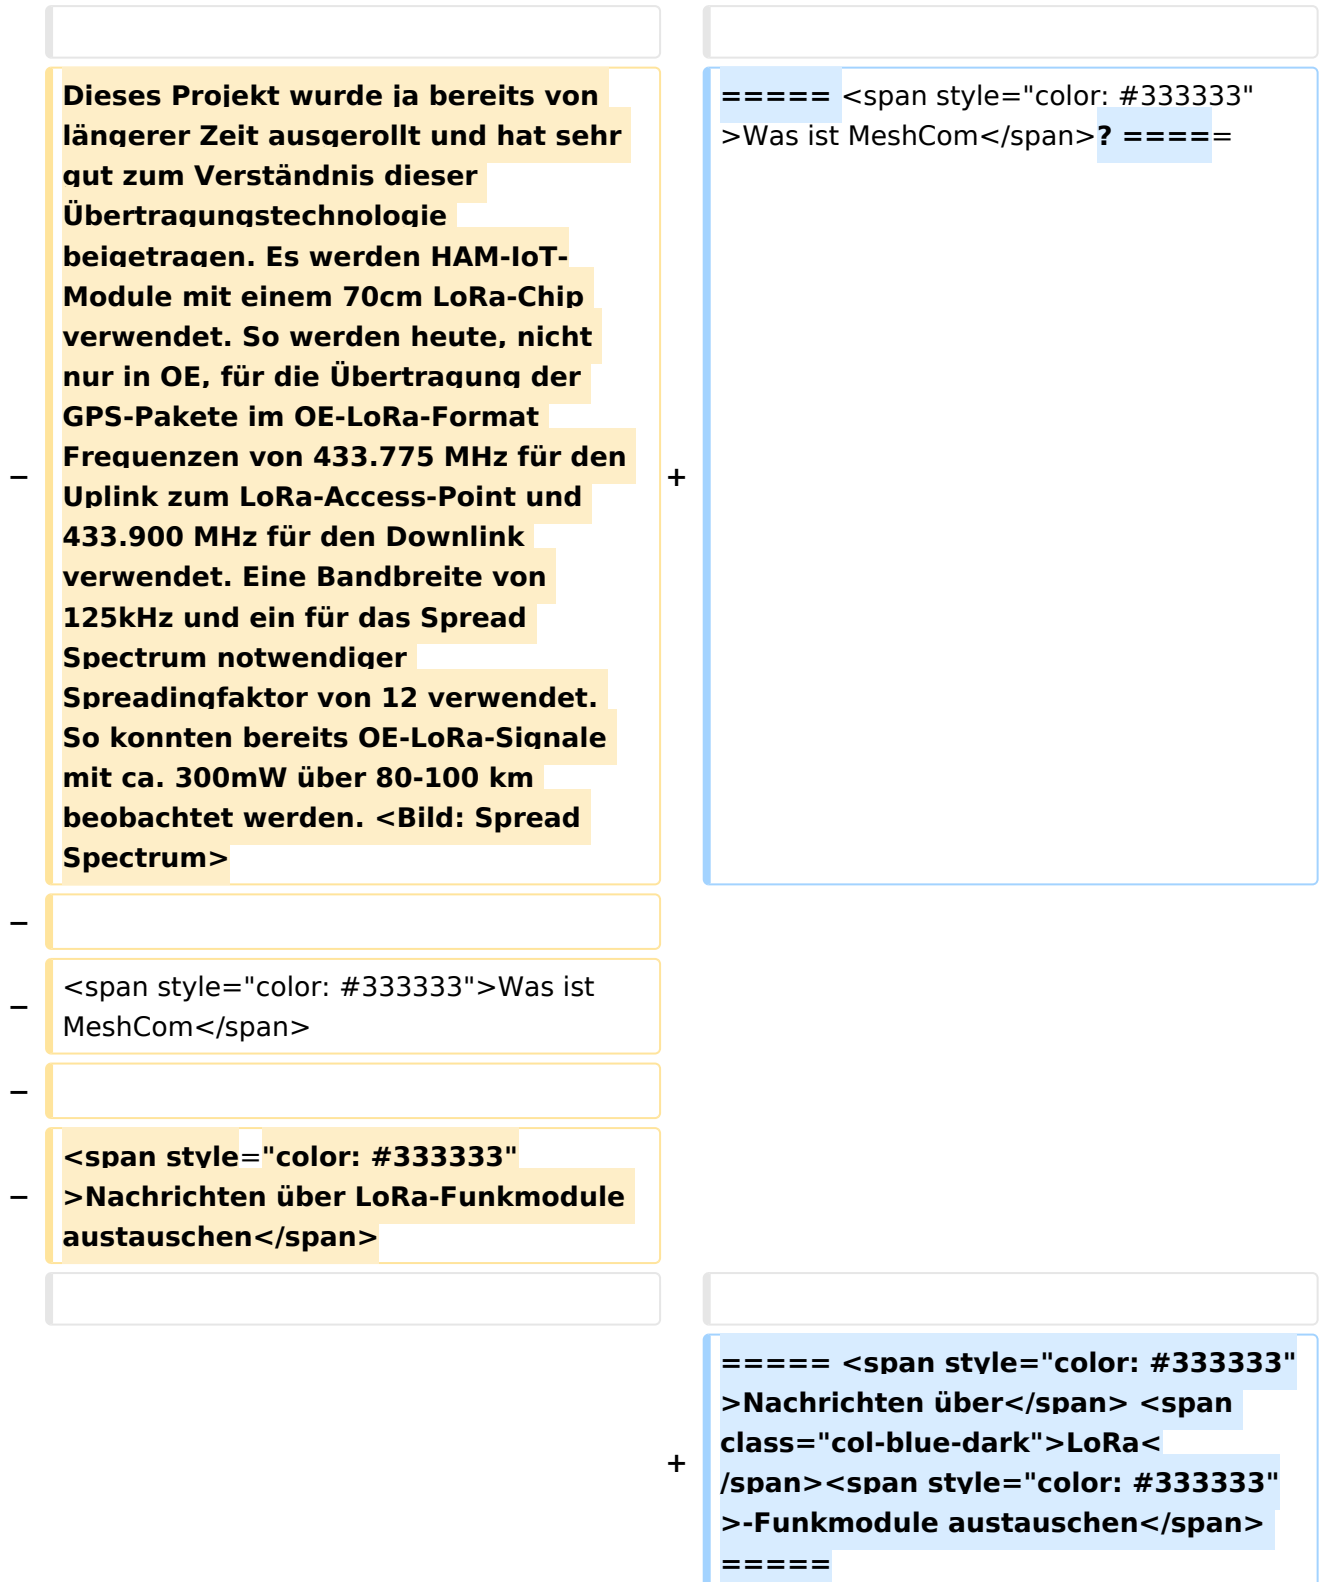 Dieses Projekt wurde ja bereits von
längerer Zeit ausgerollt und hat sehr
gut zum Verständnis dieser
Übertragungstechnologie
beigetragen. Es werden HAM-IoT-
Module mit einem 70cm LoRa-Chip
verwendet. So werden heute, nicht
nur in OE, für die Übertragung der
GPS-Pakete im OE-LoRa-Format
Frequenzen von 433.775 MHz für den
− Uplink zum LoRa-Access-Point und
433.900 MHz für den Downlink
verwendet. Eine Bandbreite von
125kHz und ein für das Spread
Spectrum notwendiger
Spreadingfaktor von 12 verwendet.
So konnten bereits OE-LoRa-Signale
mit ca. 300mW über 80-100 km
beobachtet werden. <Bild: Spread
Spectrum>
+
===== <span style="color: #333333"
>Was ist MeshCom</span>? =====
−
−
<span style="color: #333333">Was ist
MeshCom</span>
−
<span style="color: #333333"
− >Nachrichten über LoRa-Funkmodule
austauschen</span>
===== <span style="color: #333333"
>Nachrichten über</span> <span
class="col-blue-dark">LoRa<
+ /span><span style="color: #333333"
>-Funkmodule austauschen</span>
=====